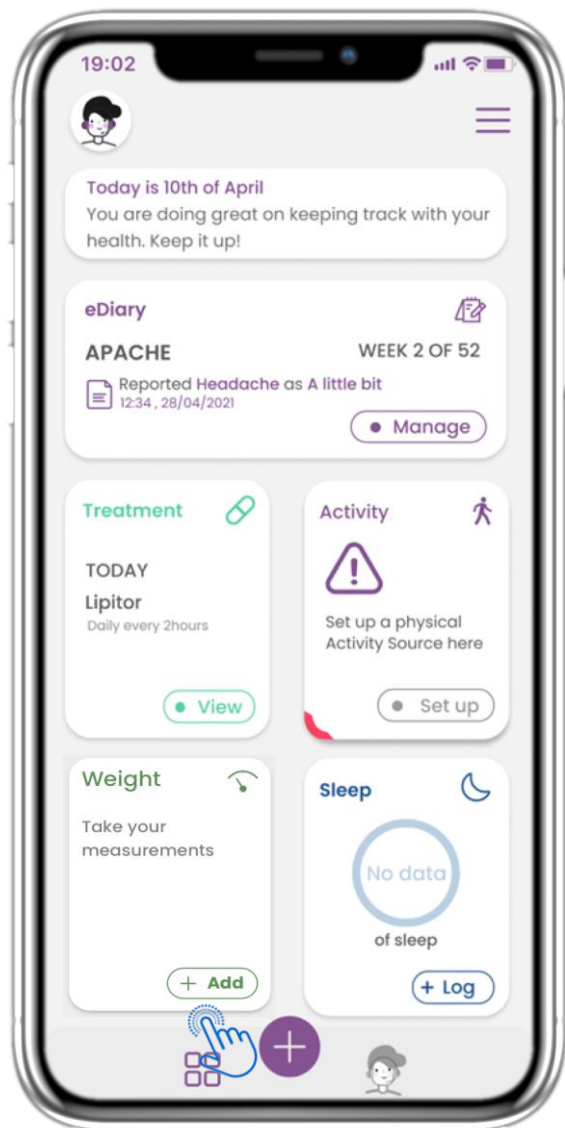 19:02
Today is 10th of April
You are doing great on keeping track with your
health. Keep it up!
eDiary
APACHE
WEEK 2 OF 52
Reported Headache as A little bit
12:34 , 28/04/2021
Manage
Treatment
TODAY
Lipitor
Daily every 2hours
View
Activity
Set up a physical
Activity Source here
Set up
Weight
Take your
measurements
+ Add
Sleep
No data
of sleep
+ Log